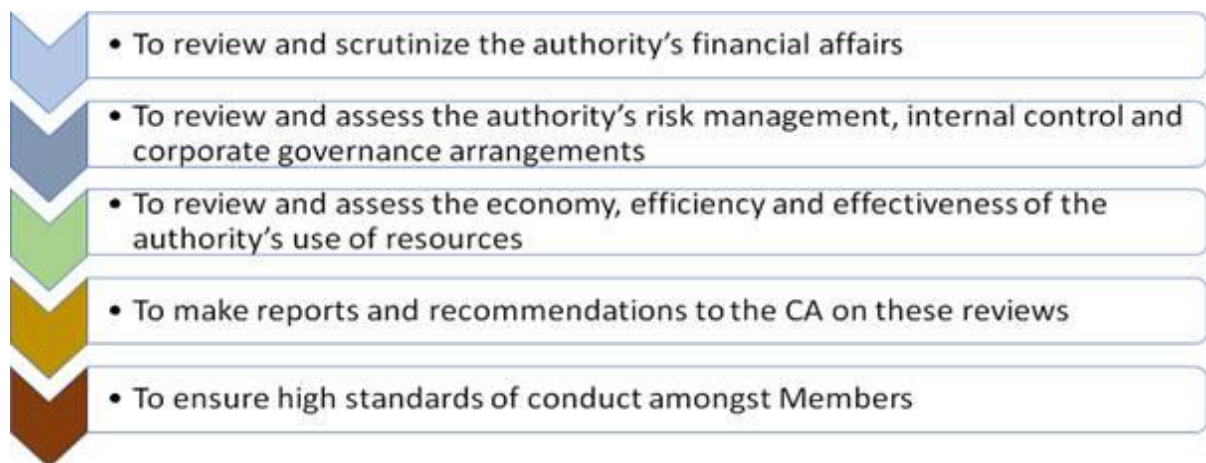 • To review and scrutinize the authority's financial affairs
• To review and assess the authority's risk management, internal control and
corporate governance arrangements
• To review and assess the economy, efficiency and effectiveness of the
authority's use of resources
• To make reports and recommendations to the CA on these reviews
• To ensure high standards of conduct amongst Members